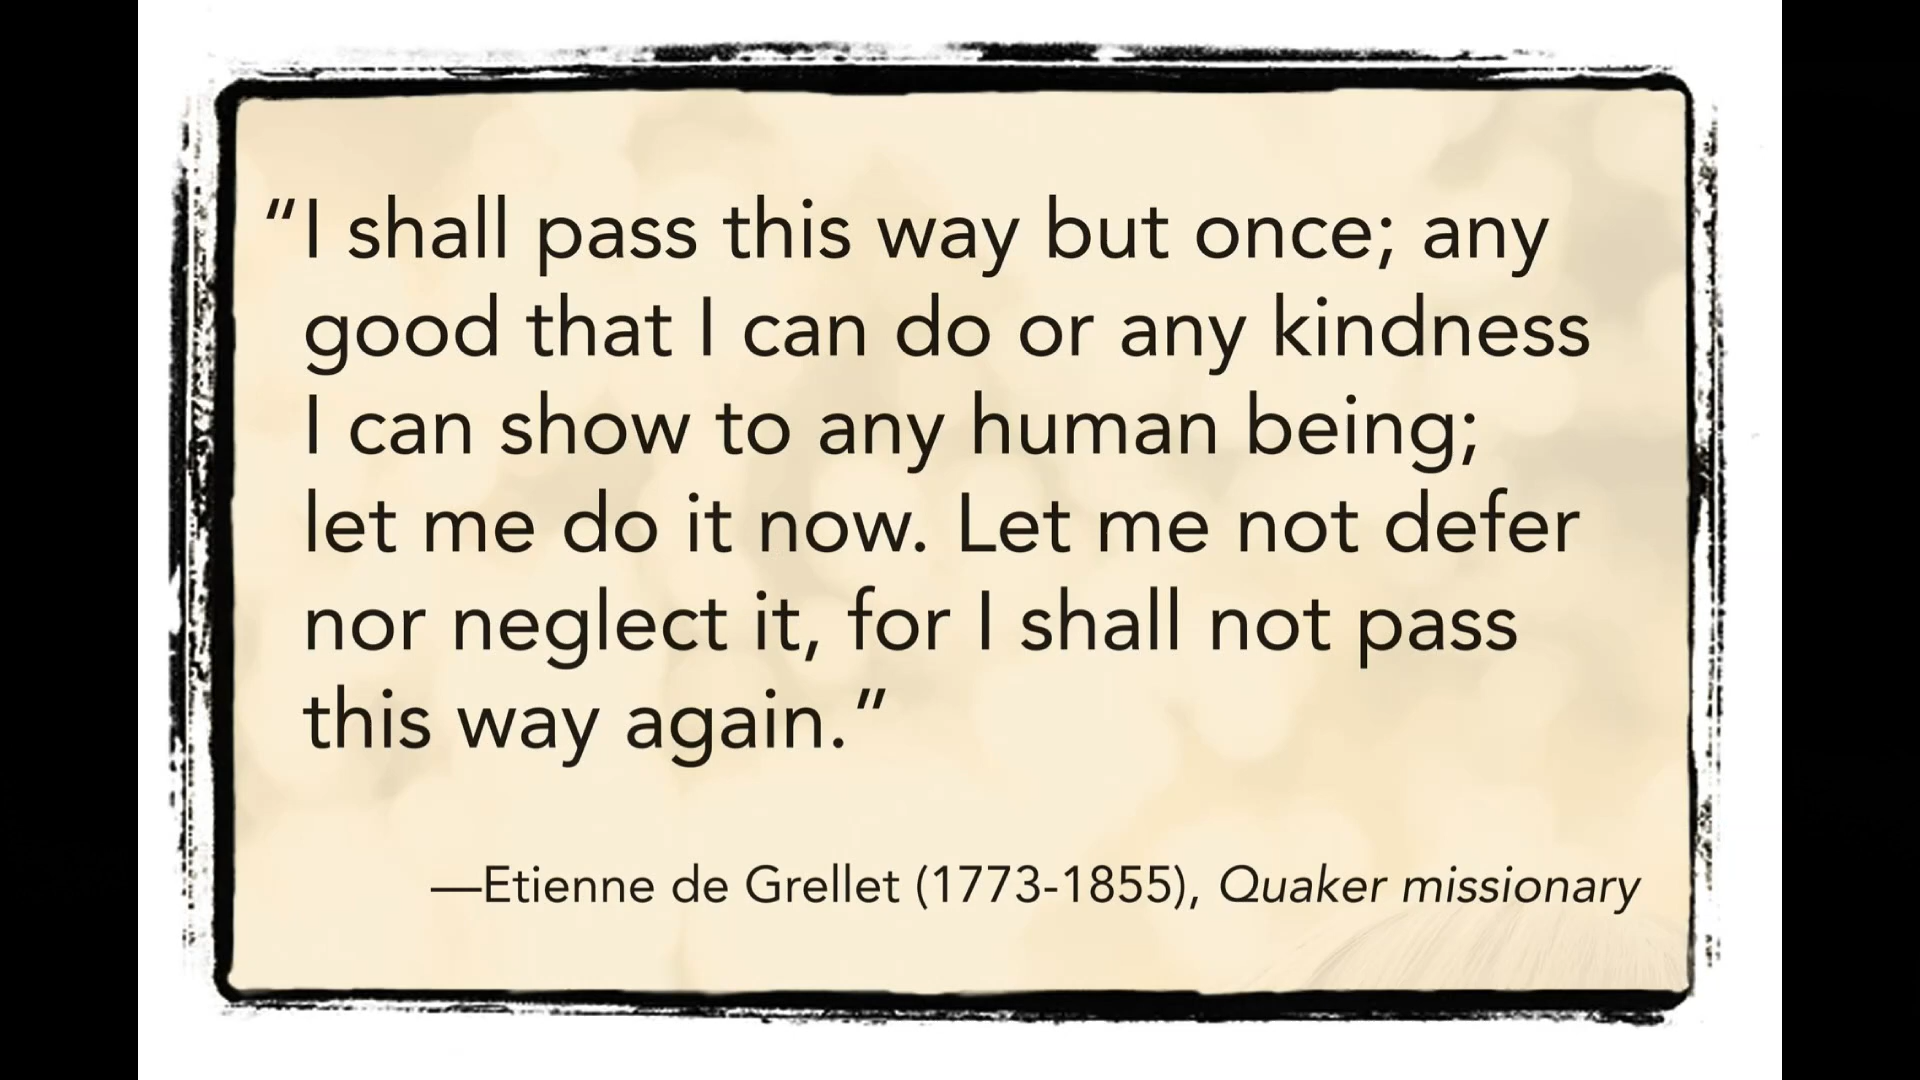 “I shall pass this way but once; any
good that I can do or any kindness
I can show to any human being;
let me do it now. Let me not defer
nor neglect it, for I shall not pass
this way again.”
—Etienne de Grellet (1773-1855), Quaker missionary